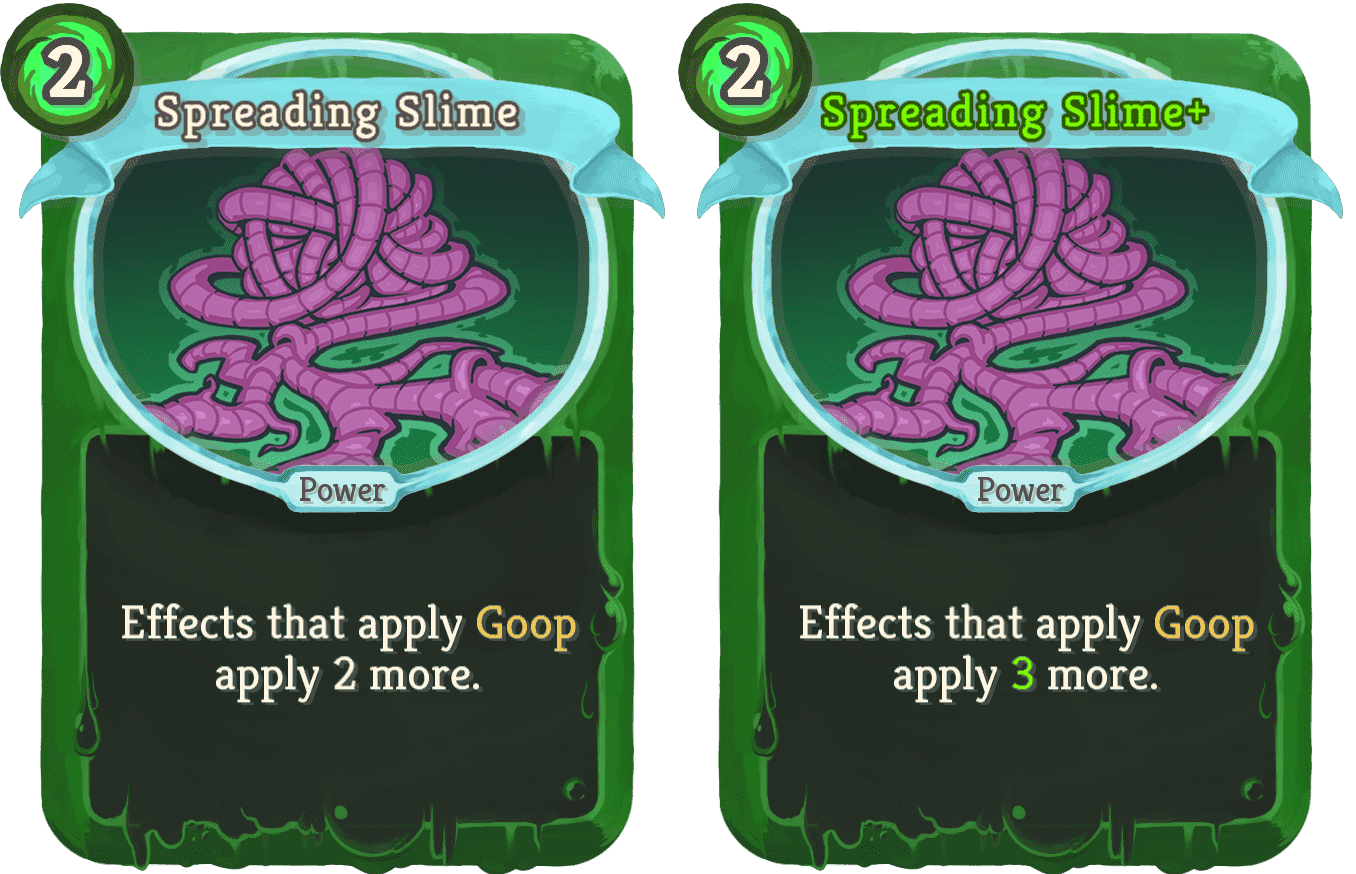 2
Spreading Slime
Power
Effects that apply Goop
apply 2 more.
2
Spreading Slime+
Power
Effects that apply Goop
apply 3 more.